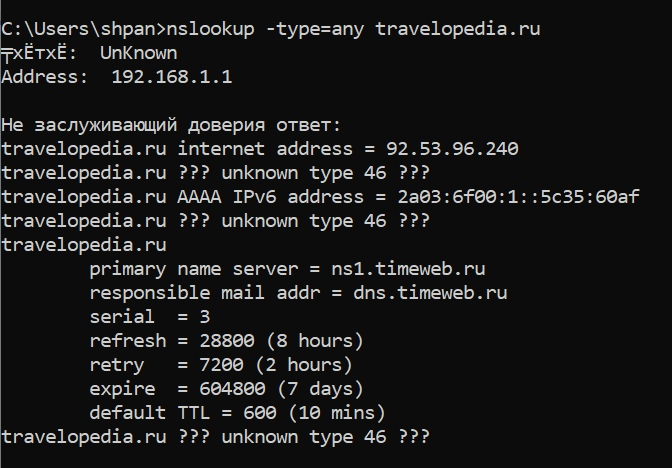 C:\Users\shpan>nslookup -type=any travelopedia.ru
╤хЁтхЁ:  UnKnown
Address:  192.168.1.1
Не заслуживающий доверия ответ:
travelopedia.ru internet address = 92.53.96.240
travelopedia.ru ??? unknown type 46 ???
travelopedia.ru AAAA IPv6 address = 2a03:6f00:1::5c35:60af
travelopedia.ru ??? unknown type 46 ???
travelopedia.ru
        primary name server = ns1.timeweb.ru
        responsible mail addr = dns.timeweb.ru
        serial  = 3
        refresh = 28800 (8 hours)
        retry   = 7200 (2 hours)
        expire  = 604800 (7 days)
        default TTL = 600 (10 mins)
travelopedia.ru ??? unknown type 46 ???